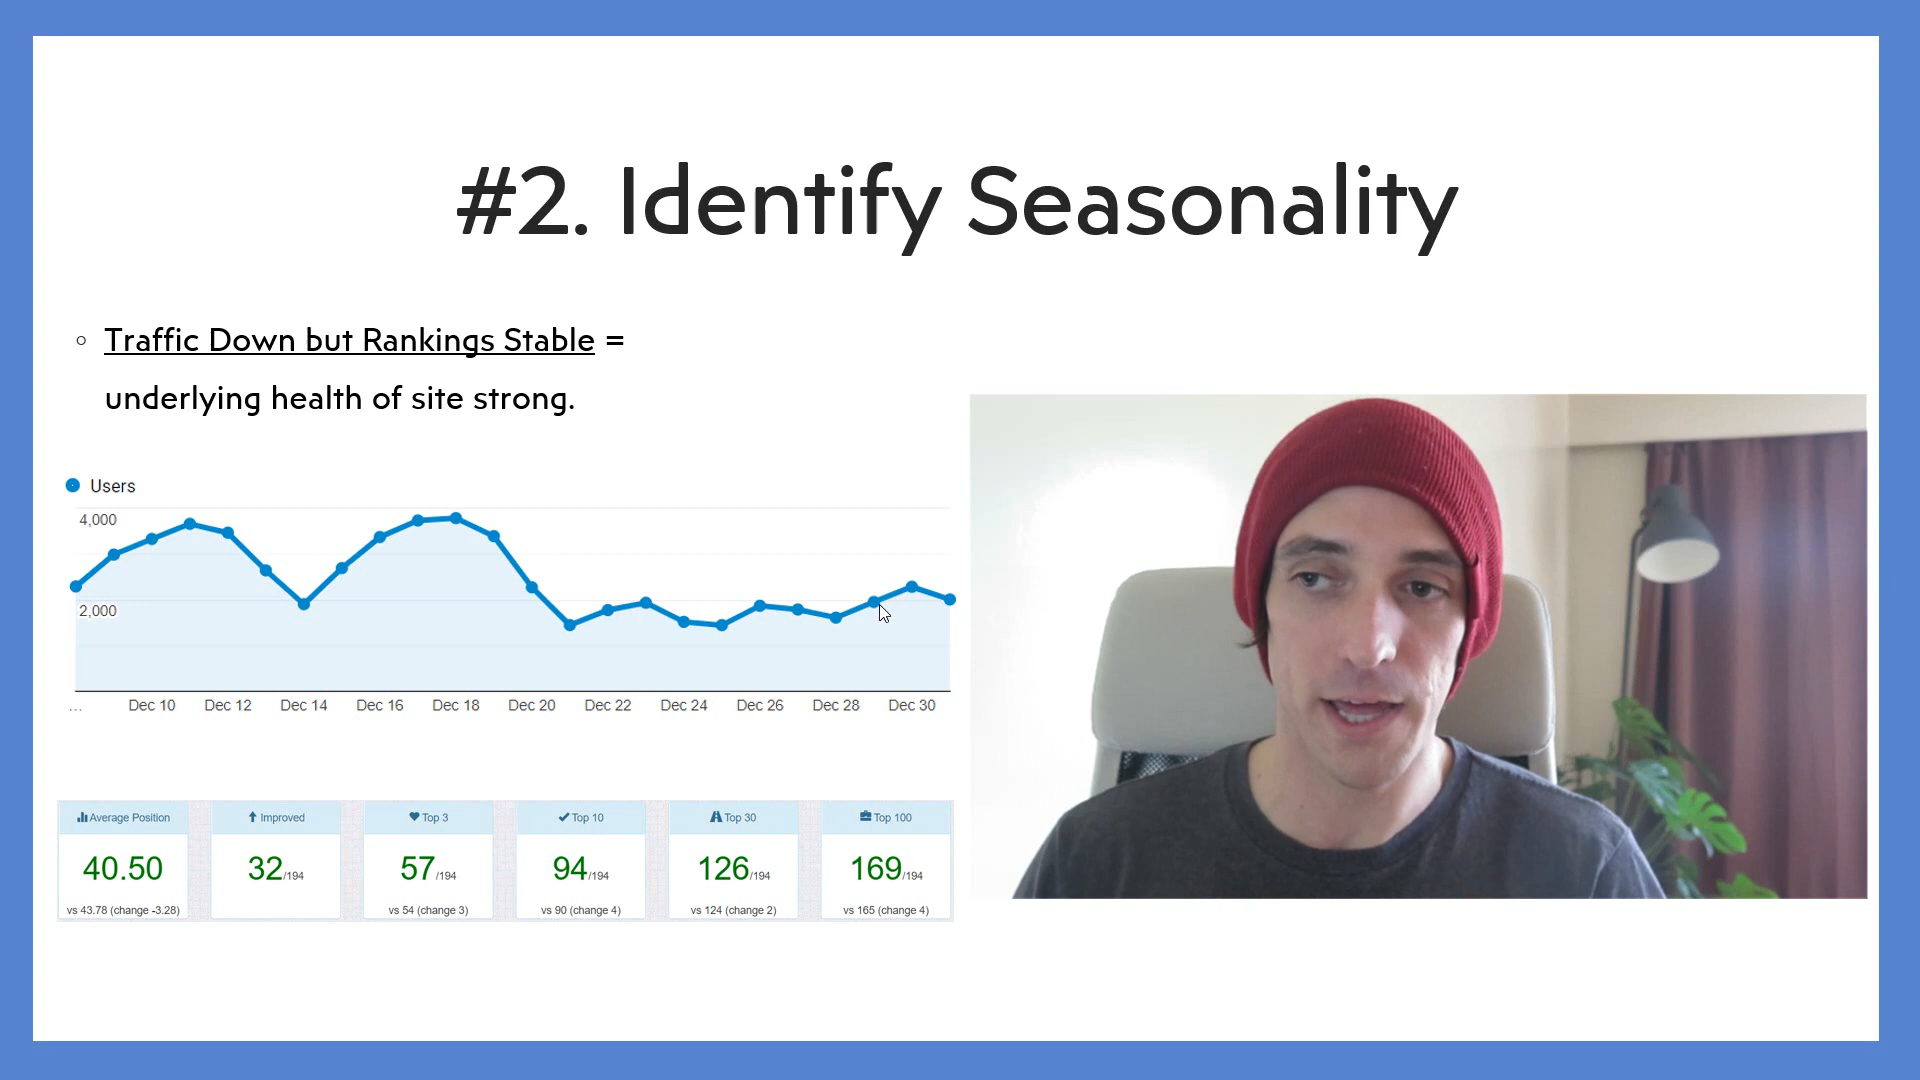 #2. Identify Seasonality
Traffic Down but Rankings Stable =
underlying health of site strong.
Users
4,000
2,000
... Dec 10 Dec 12 Dec 14 Dec 16 Dec 18 Dec 20 Dec 22 Dec 24 Dec 26 Dec 28 Dec 30
Average Position Improved Top 3 Top 10 Top 30 Top 100
40.50 32/194 57/194 94/194 126/194 169/194
vs 43.78 (change -3.28) vs 54 (change 3) vs 90 (change 4) vs 124 (change 2) vs 165 (change 4)